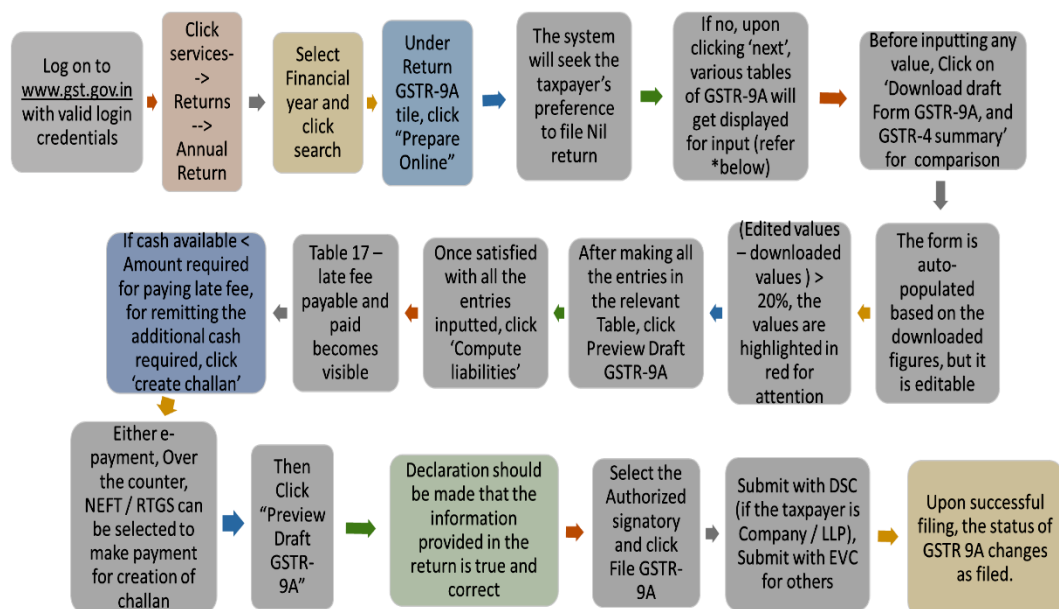 Log on to
www.gst.gov.in
with valid login
credentials
Click
services-
->
Returns
-->
Annual
Return
Select
Financial
year and
click
search
Under
Return
GSTR-9A
tile, click
“Prepare
Online”
The system
will seek the
taxpayer’s
preference
to file Nil
return
If no, upon
clicking ‘next’,
various tables
of GSTR-9A will
get displayed
for input (refer
*below)
Before inputting any
value, Click on
‘Download draft
Form GSTR-9A, and
GSTR-4 summary’
for comparison
The form is
auto-
populated
based on the
downloaded
figures, but it
is editable
(Edited values
– downloaded
values ) >
20%, the
values are
highlighted in
red for
attention
After making all
the entries in
the relevant
Table, click
Preview Draft
GSTR-9A
Once satisfied
with all the
entries
inputted, click
‘Compute
liabilities’
Table 17 –
late fee
payable and
paid
becomes
visible
If cash available <
Amount required
for paying late fee,
for remitting the
additional cash
required, click
‘create challan’
Either e-
payment, Over
the counter,
NEFT / RTGS can
be selected to
make payment
for creation of
challan
Then
Click
“Preview
Draft
GSTR-
9A”
Declaration should
be made that the
information
provided in the
return is true and
correct
Select the
Authorized
signatory
and click
File GSTR-
9A
Submit with DSC
(if the taxpayer is
Company / LLP),
Submit with EVC
for others
Upon successful
filing, the status of
GSTR 9A changes
as filed.